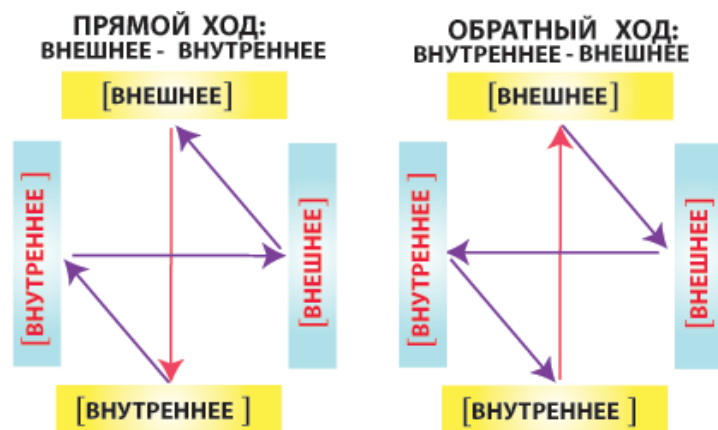 ПРЯМОЙ ХОД:
ВНЕШНЕЕ - ВНУТРЕННЕЕ
[ВНЕШНЕЕ]
[ВНУТРЕННЕЕ ]
[ВНЕШНЕЕ ]
[ВНУТРЕННЕЕ ]
ОБРАТНЫЙ ХОД:
ВНУТРЕННЕЕ - ВНЕШНЕЕ
[ВНЕШНЕЕ]
[ВНУТРЕННЕЕ ]
[ВНЕШНЕЕ ]
[ВНУТРЕННЕЕ ]